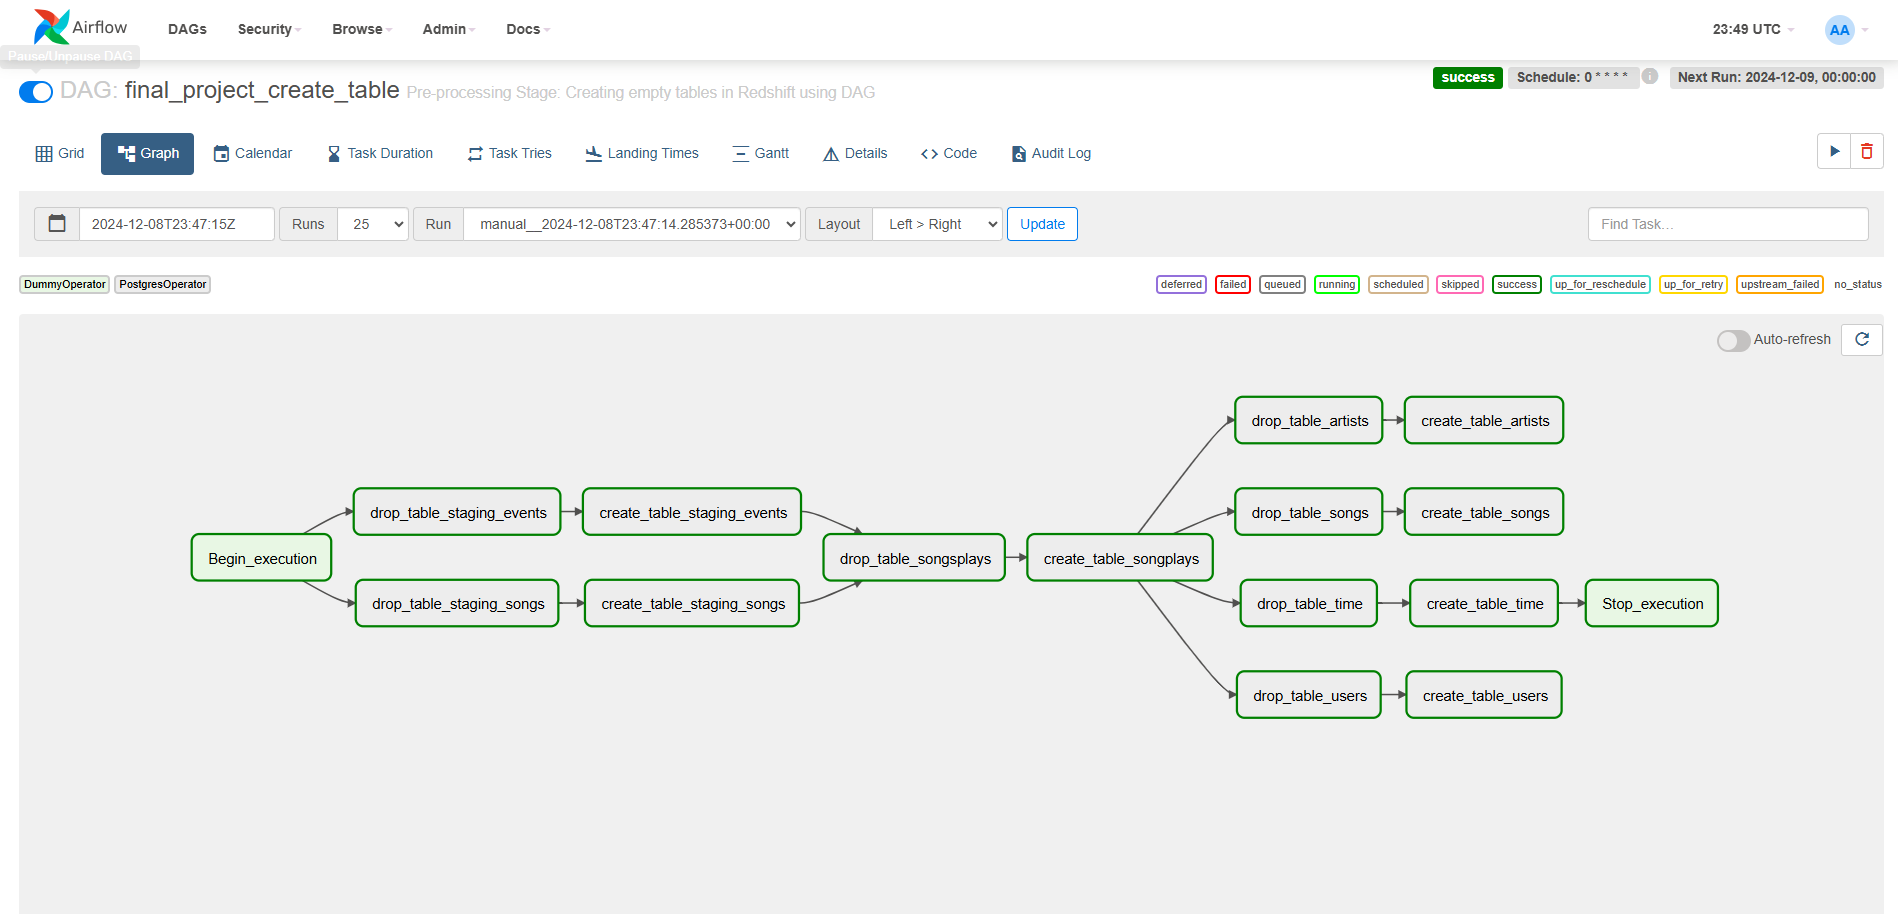 Airflow
DAGs Security Browse Admin Docs
23:49 UTC AA
Pause/Unpause DAG
DAG: final_project_create_table Pre-processing Stage: Creating empty tables in Redshift using DAG
success Schedule: 0 * * * * i Next Run: 2024-12-09, 00:00:00
Grid Graph Calendar Task Duration Task Tries Landing Times Gantt Details Code Audit Log
2024-12-08T23:47:15Z Runs 25 Run manual__2024-12-08T23:47:14.285373+00:00 Layout Left > Right Update Find Task...
DummyOperator PostgresOperator
deferred failed queued running scheduled skipped success up_for_reschedule up_for_retry upstream_failed no_status
Auto-refresh
Begin_execution
drop_table_staging_events
create_table_staging_events
drop_table_staging_songs
create_table_staging_songs
drop_table_songsplays
create_table_songplays
drop_table_artists
create_table_artists
drop_table_songs
create_table_songs
drop_table_time
create_table_time
Stop_execution
drop_table_users
create_table_users